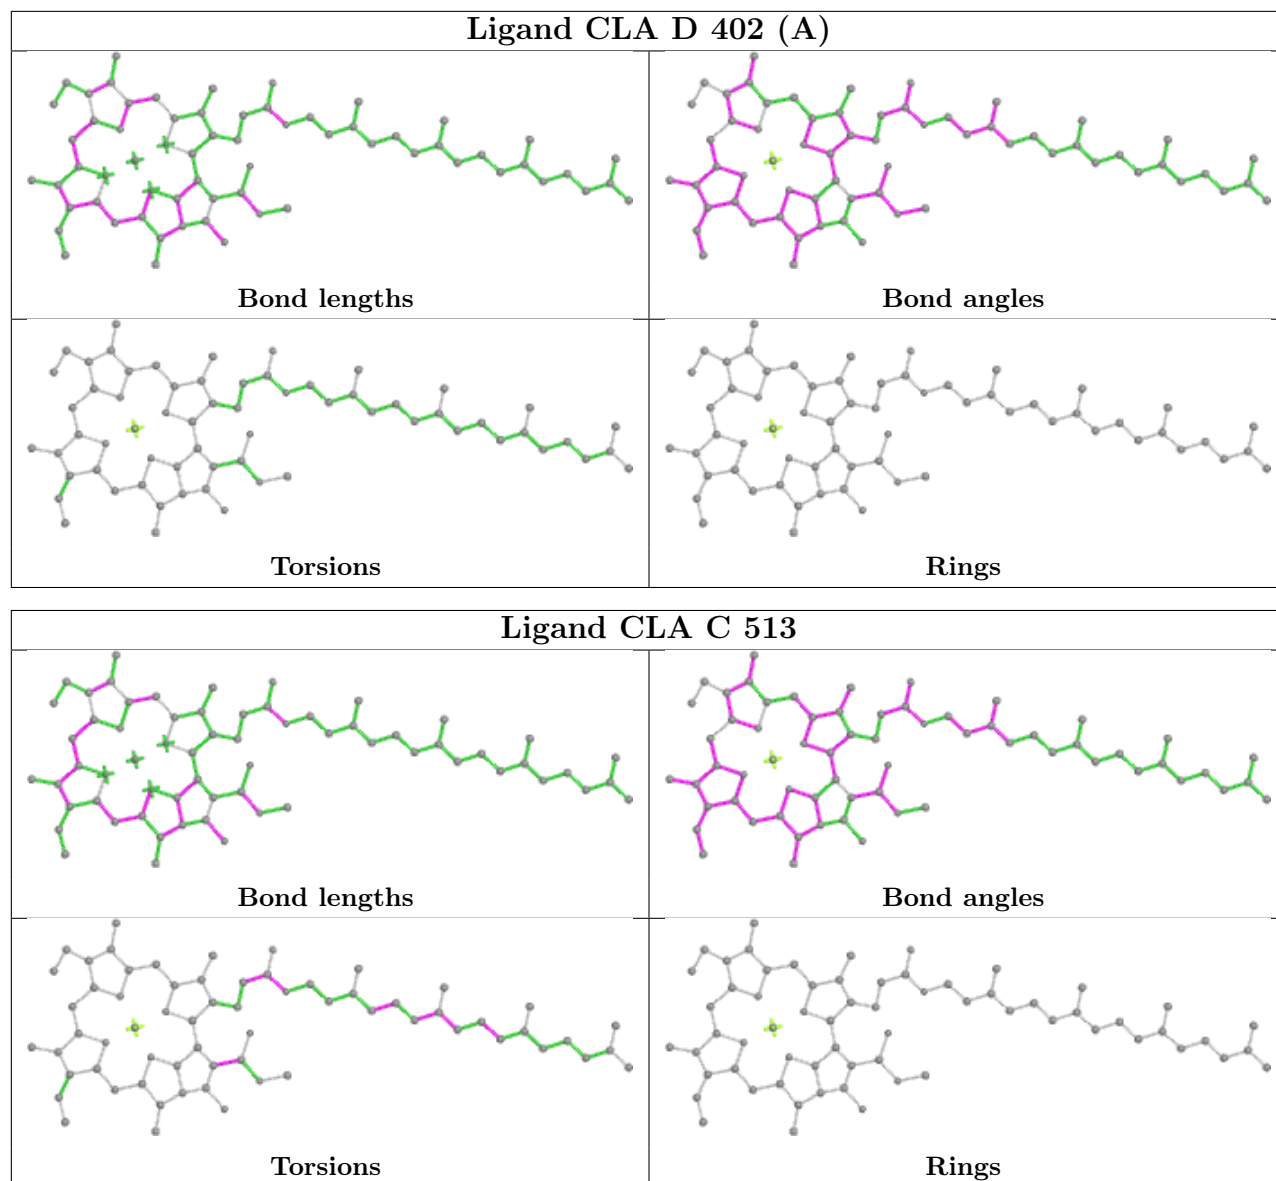 Ligand CLA D 402 (A)
Bond lengths
Bond angles
Torsions
Rings
Ligand CLA C 513
Bond lengths
Bond angles
Torsions
Rings